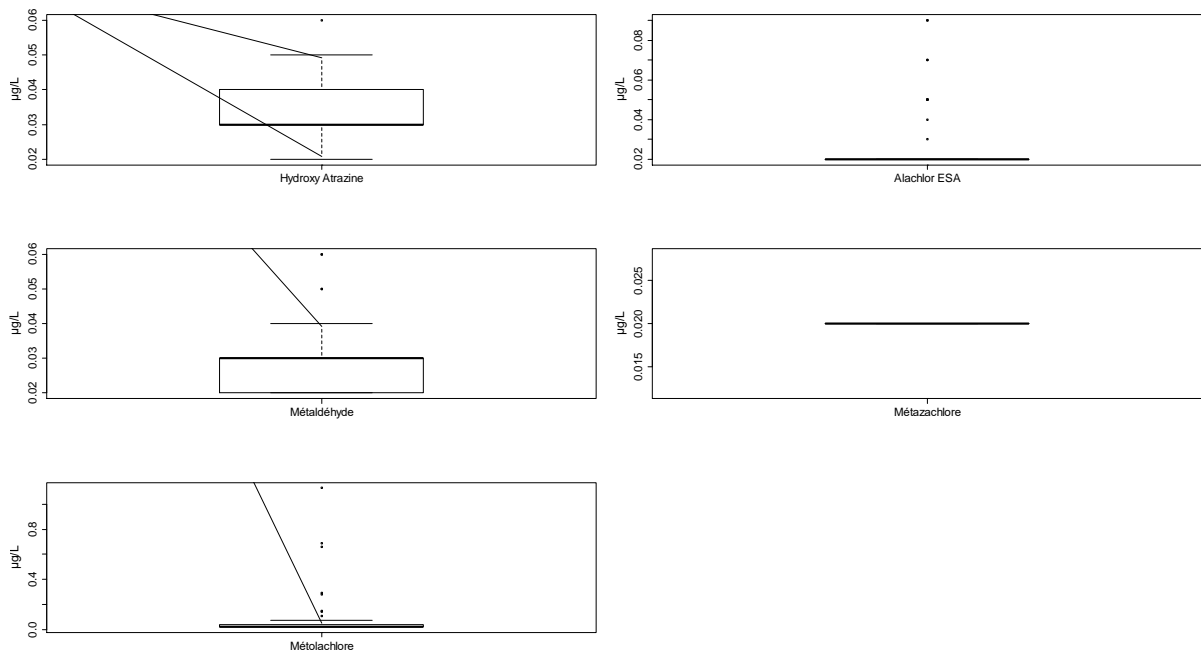 µg/L
0.02 0.03 0.04 0.05 0.06
Hydroxy Atrazine
µg/L
0.02 0.04 0.06 0.08
Alachlor ESA
µg/L
0.02 0.03 0.04 0.05 0.06
Métaldéhyde
µg/L
0.015 0.020 0.025
Métazachlore
µg/L
0.0 0.4 0.8
Métolachlore